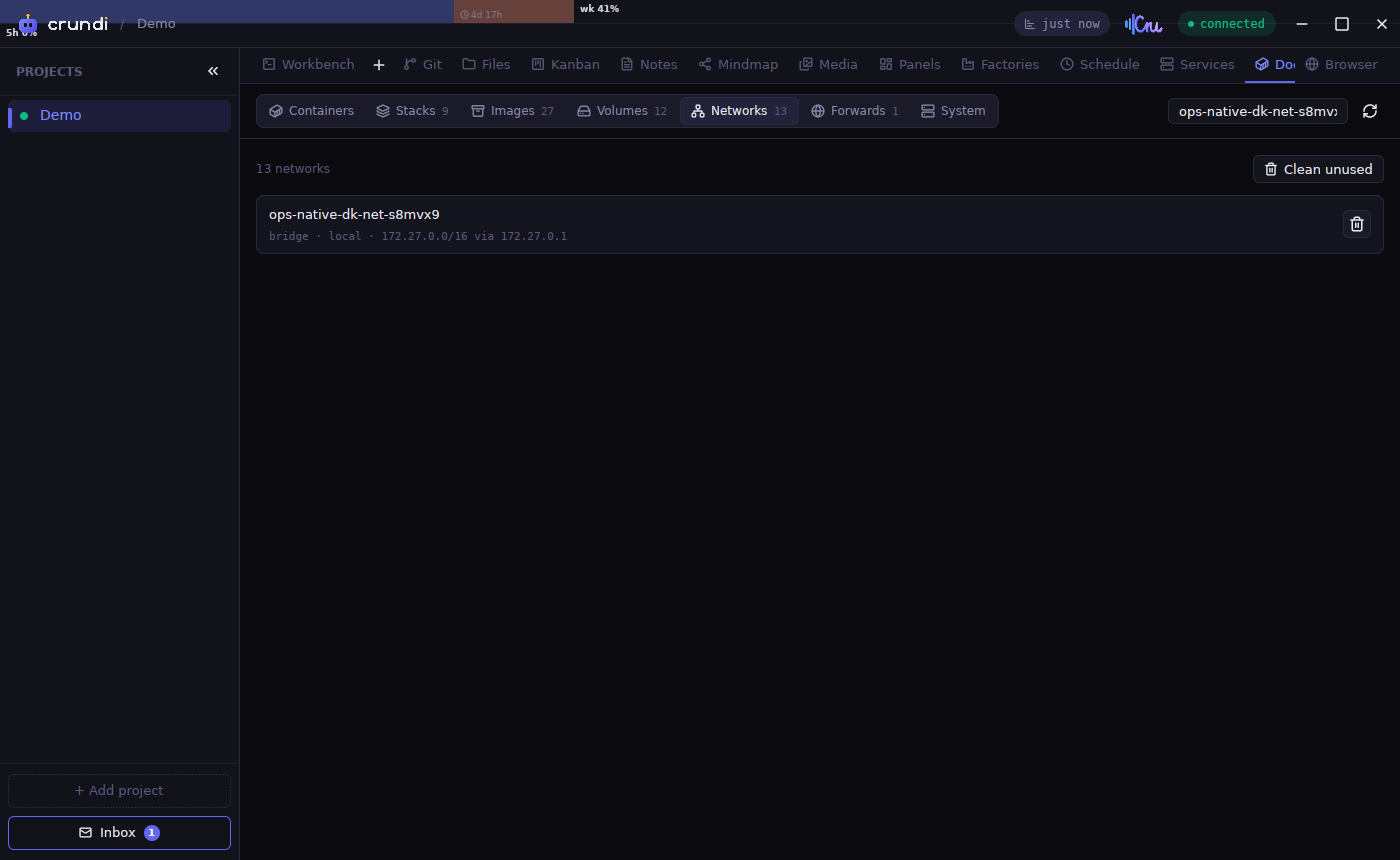 4d 17h
wk 41%
5h 6%
crundi / Demo
just now
Cru
connected
PROJECTS
Workbench
Git
Files
Kanban
Notes
Mindmap
Media
Panels
Factories
Schedule
Services
Doc
Browser
Demo
Containers
Stacks 9
Images 27
Volumes 12
Networks 13
Forwards 1
System
ops-native-dk-net-s8mv
13 networks
Clean unused
ops-native-dk-net-s8mvx9
bridge · local · 172.27.0.0/16 via 172.27.0.1
+ Add project
Inbox 1